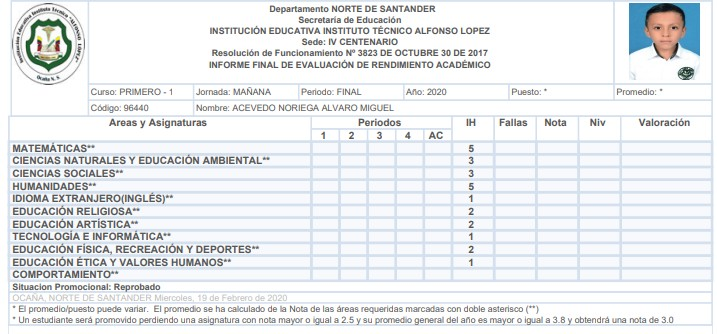 Departamento NORTE DE SANTANDER
Secretaría de Educación
INSTITUCIÓN EDUCATIVA INSTITUTO TÉCNICO ALFONSO LOPEZ
Sede: IV CENTENARIO
Resolución de Funcionamiento Nº 3823 DE OCTUBRE 30 DE 2017
INFORME FINAL DE EVALUACIÓN DE RENDIMIENTO ACADÉMICO
Institución Educativa Instituto Técnico "ALFONSO LÓPEZ"
Ocaña N. S.
Curso: PRIMERO - 1 Jornada: MAÑANA Periodo: FINAL Año: 2020 Puesto: * Promedio: *
Código: 96440 Nombre: ACEVEDO NORIEGA ALVARO MIGUEL
Areas y Asignaturas Periodos IH Fallas Nota Niv Valoración
1 2 3 4 AC
MATEMÁTICAS** 5
CIENCIAS NATURALES Y EDUCACIÓN AMBIENTAL** 3
CIENCIAS SOCIALES** 3
HUMANIDADES** 5
IDIOMA EXTRANJERO(INGLÉS)** 1
EDUCACIÓN RELIGIOSA** 2
EDUCACIÓN ARTÍSTICA** 2
TECNOLOGÍA E INFORMÁTICA** 1
EDUCACIÓN FÍSICA, RECREACIÓN Y DEPORTES** 2
EDUCACIÓN ÉTICA Y VALORES HUMANOS** 1
COMPORTAMIENTO**
Situacion Promocional: Reprobado
OCAÑA, NORTE DE SANTANDER Miercoles, 19 de Febrero de 2020
* El promedio/puesto puede variar. El promedio se ha calculado de la Nota de las áreas requeridas marcadas con doble asterisco (**)
* Un estudiante será promovido perdiendo una asignatura con nota mayor o igual a 2.5 y su promedio general del año es mayor o igual a 3.8 y obtendrá una nota de 3.0